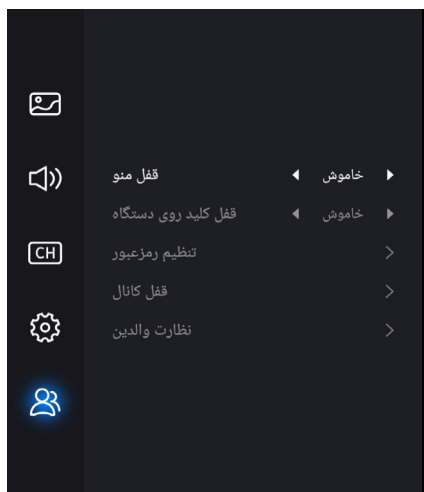 قفل منو خاموش
قفل کلید روی دستگاه خاموش
CH
تنظیم رمزعبور
قفل کانال
نظارت والدین